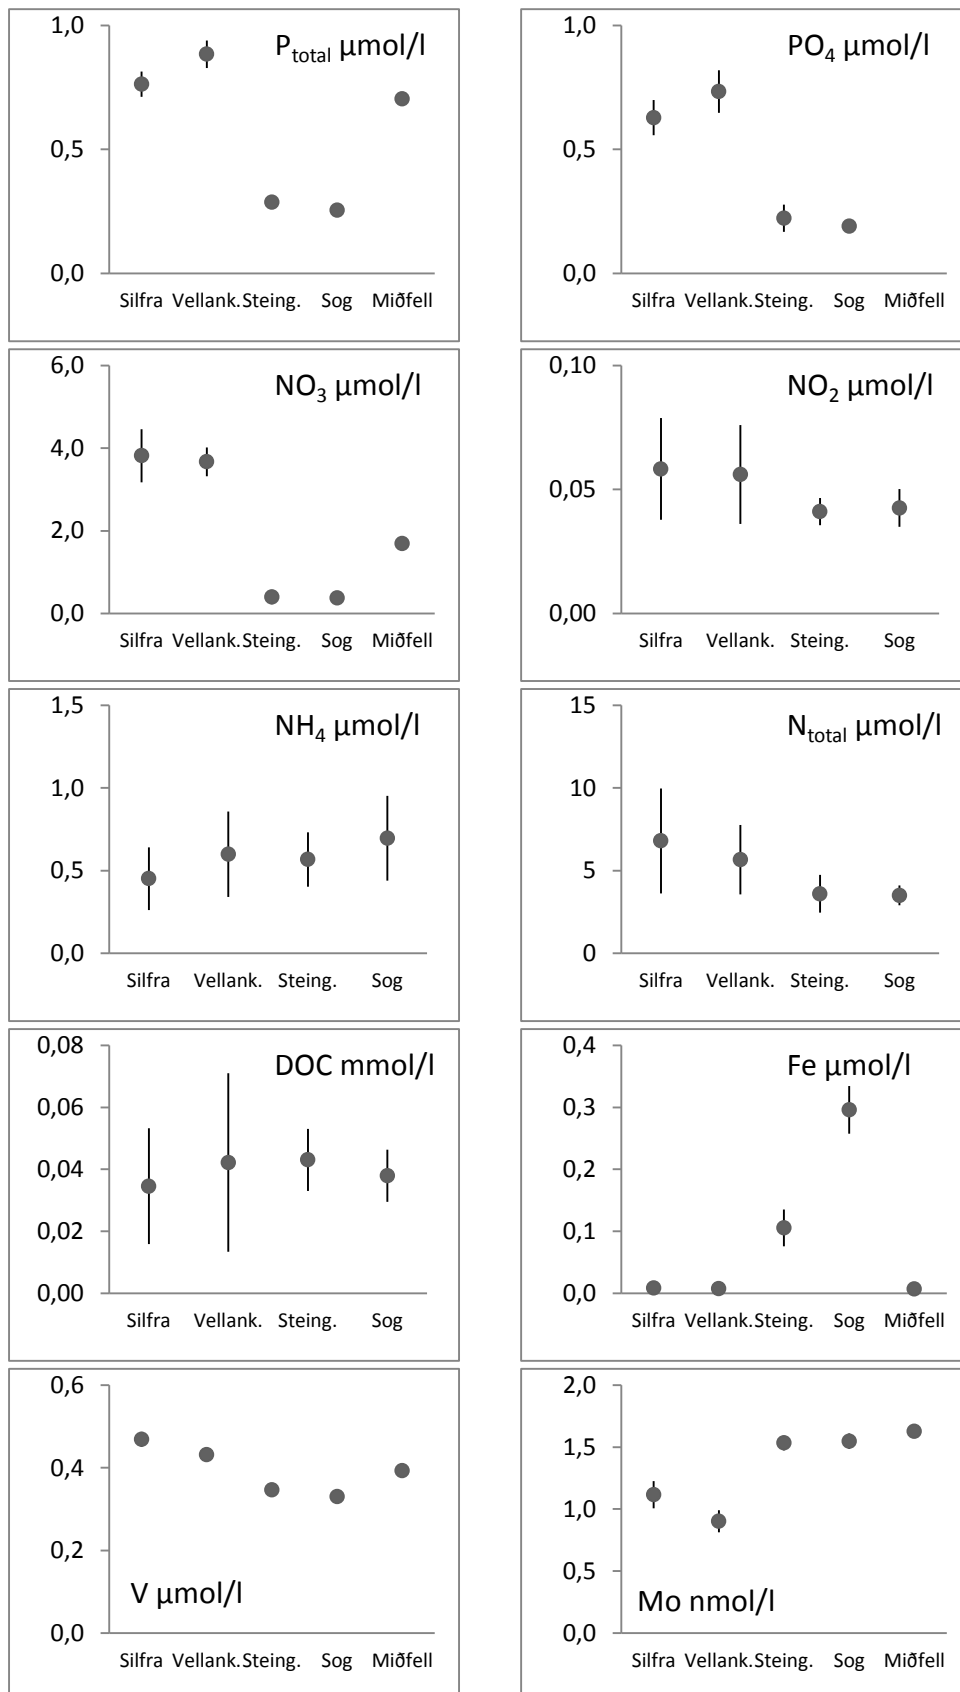 P_total µmol/l
1,0
0,5
0,0
Silfra Vellank. Steing. Sog Miðfell
PO₄ µmol/l
1,0
0,5
0,0
Silfra Vellank. Steing. Sog Miðfell
NO₃ µmol/l
6,0
4,0
2,0
0,0
Silfra Vellank. Steing. Sog Miðfell
NO₂ µmol/l
0,10
0,05
0,00
Silfra Vellank. Steing. Sog
NH₄ µmol/l
1,5
1,0
0,5
0,0
Silfra Vellank. Steing. Sog
N_total µmol/l
15
10
5
0
Silfra Vellank. Steing. Sog
DOC mmol/l
0,08
0,06
0,04
0,02
0,00
Silfra Vellank. Steing. Sog
Fe µmol/l
0,4
0,3
0,2
0,1
0,0
Silfra Vellank. Steing. Sog Miðfell
0,6
0,4
0,2
V µmol/l
0,0
Silfra Vellank. Steing. Sog Miðfell
2,0
1,5
1,0
0,5
Mo nmol/l
0,0
Silfra Vellank. Steing. Sog Miðfell